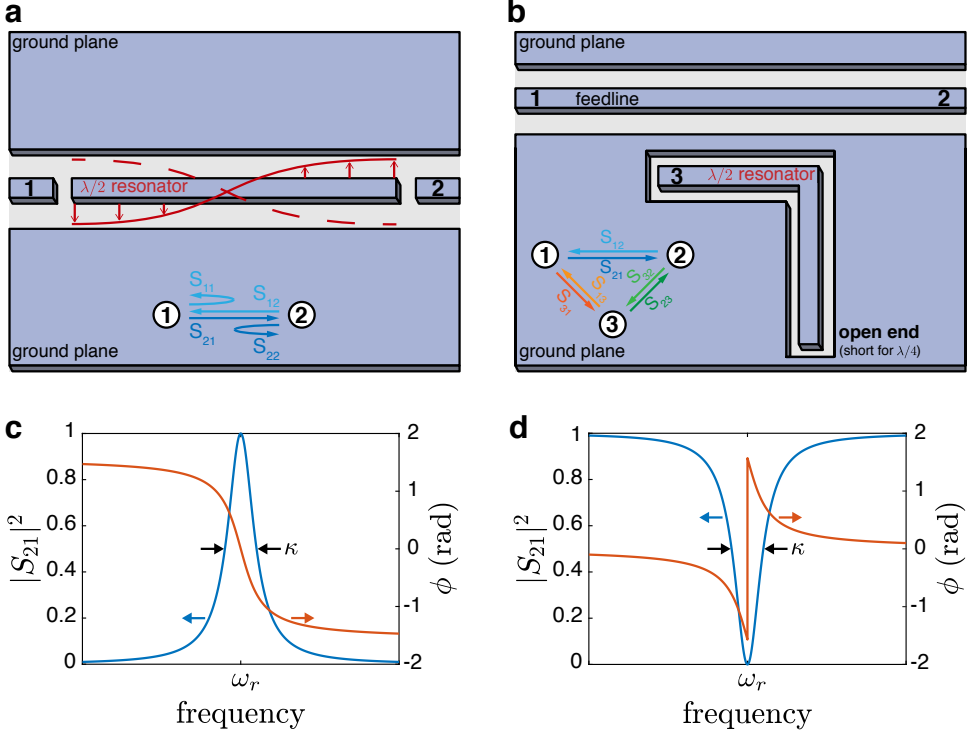 a
ground plane
1
λ/2 resonator
2
S11
S12
1
2
S21
S22
ground plane
b
ground plane
1
feedline
2
3
λ/2 resonator
S12
1
2
S21
S13
S32
S31
S23
3
open end
(short for λ/4)
ground plane
c
1
0.8
0.6
0.4
0.2
0
|S21|²
2
1
0
-1
-2
ϕ (rad)
κ
ωr
frequency
d
1
0.8
0.6
0.4
0.2
0
|S21|²
2
1
0
-1
-2
ϕ (rad)
κ
ωr
frequency